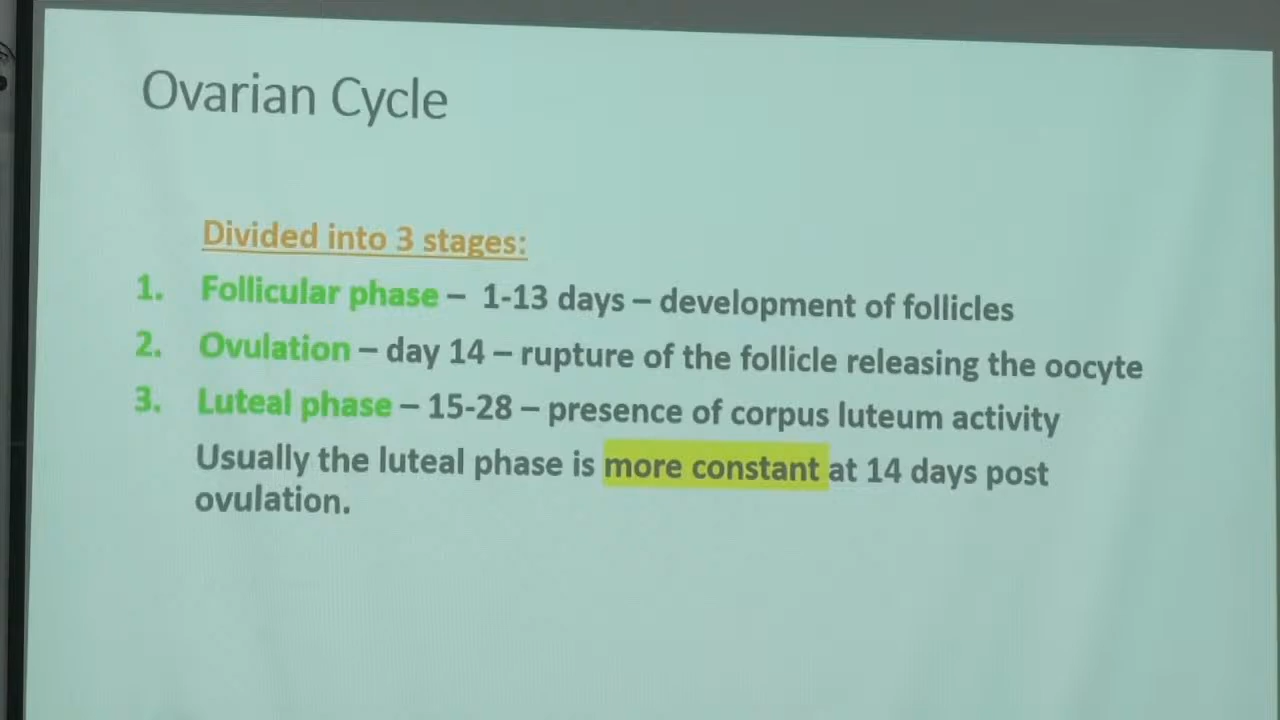 Ovarian Cycle
Divided into 3 stages:
1. Follicular phase – 1-13 days – development of follicles
2. Ovulation – day 14 – rupture of the follicle releasing the oocyte
3. Luteal phase – 15-28 – presence of corpus luteum activity
Usually the luteal phase is more constant at 14 days post
ovulation.